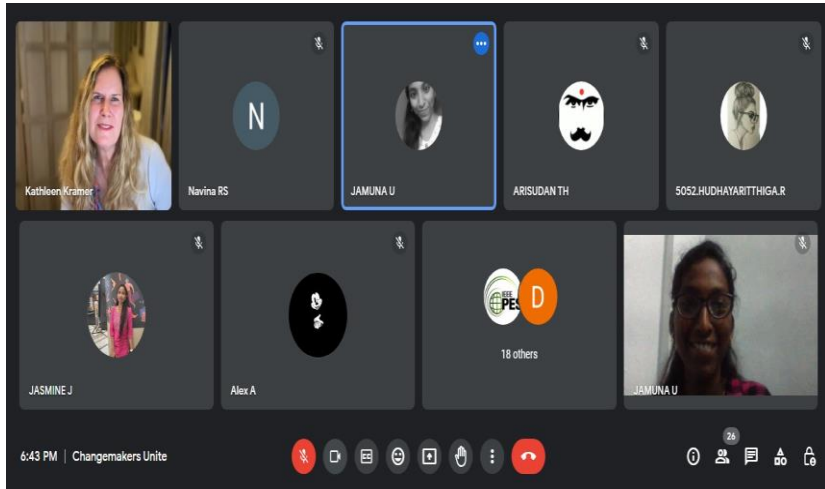 Kathleen Kramer
N
Navina RS
JAMUNA U
ARISUDAN TH
5052.HUDHAYARITTHIGA.R
JASMINE J
Alex A
IEEE
PES
D
18 others
JAMUNA U
26
6:43 PM | Changemakers Unite